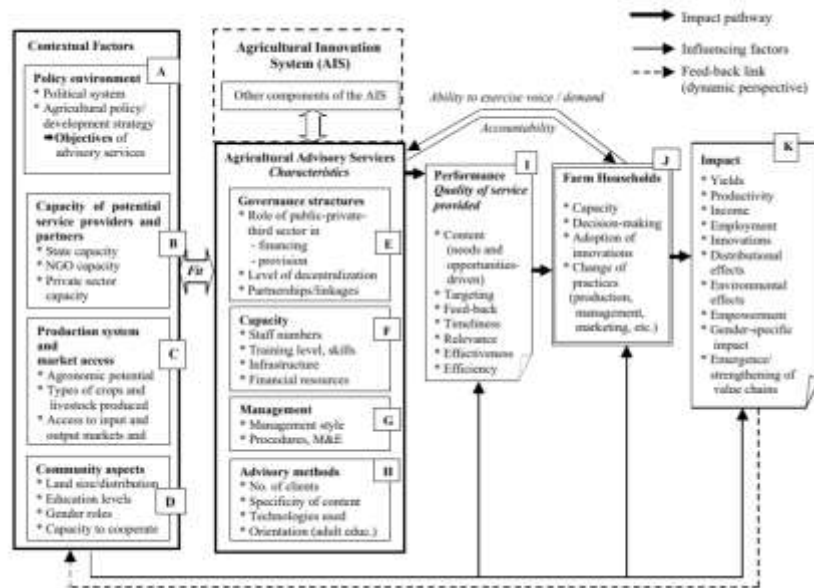 Contextual Factors
Policy environment
A
* Political system
* Agricultural policy/
development strategy
➡Objectives of
advisory services
Capacity of potential
service providers and
partners
B
* State capacity
* NGO capacity
* Private sector
capacity
Production system
and
market access
C
* Agronomic potential
* Types of crops and
livestock produced
* Access to input and
output markets and
Community aspects
* Land size/distribution
* Education levels
D
* Gender roles
* Capacity to cooperate
Fit
Agricultural Innovation
System (AIS)
Other components of the AIS
Agricultural Advisory Services
Characteristics
Governance structures
* Role of public-private-
third sector in
- financing
E
- provision
* Level of decentralization
* Partnerships/linkages
Capacity
F
* Staff numbers
* Training level, skills
* Infrastructure
* Financial resources
Management
* Management style
G
* Procedures, M&E
Advisory methods
H
* No. of clients
* Specificity of content
* Technologies used
* Orientation (adult educ.)
Ability to exercise voice / demand
Accountability
I
Performance
Quality of service
provided
* Content
(needs and
opportunities-
driven)
* Targeting
* Feed-back
* Timeliness
* Relevance
* Effectiveness
* Efficiency
J
Farm Households
* Capacity
* Decision-making
* Adoption of
innovations
* Change of
practices
(production,
management,
marketing, etc.)
K
Impact
* Yields
* Productivity
* Income
* Employment
* Innovations
* Distributional
effects
* Environmental
effects
* Empowerment
* Gender-specific
impact
* Emergence/
strengthening of
value chains
Impact pathway
Influencing factors
Feed-back link
(dynamic perspective)